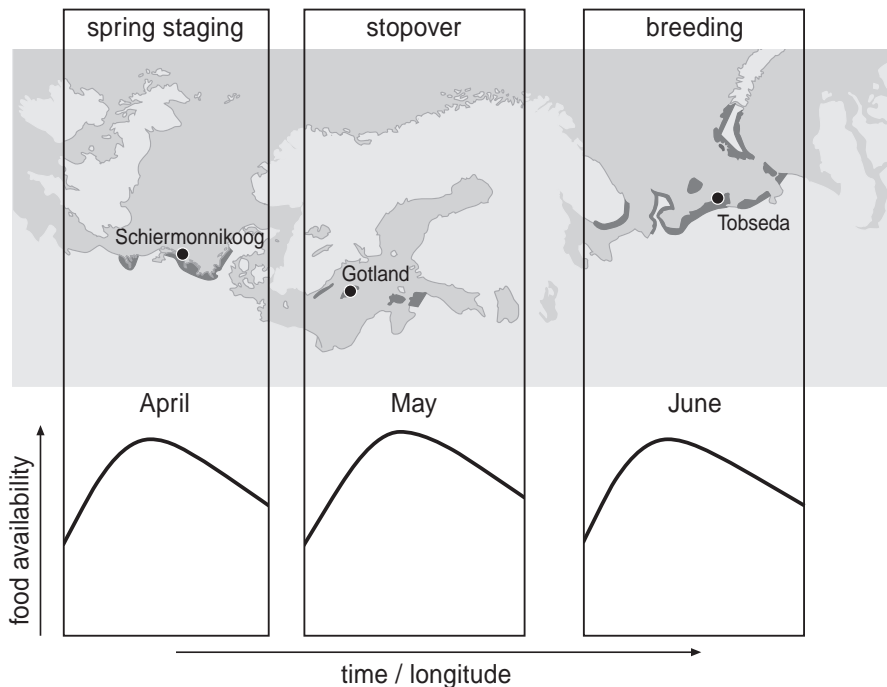 spring staging
stopover
breeding
Schiermonnikoog
Gotland
Tobseda
April
May
June
food availability
time / longitude